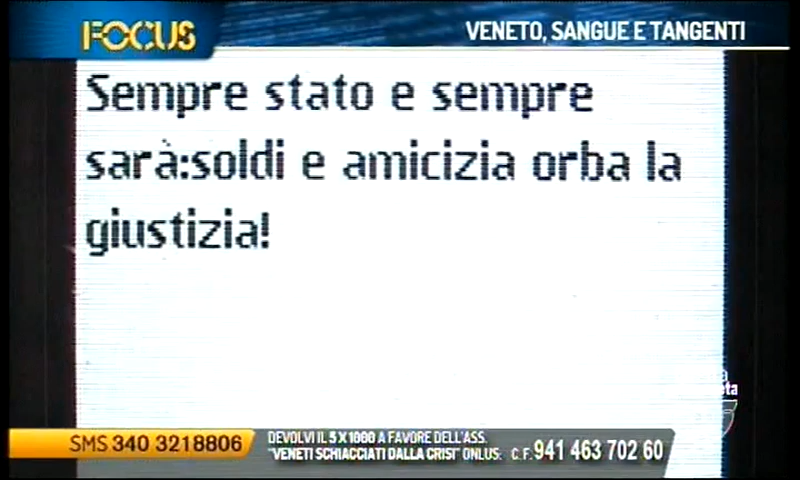 FOCUS
VENETO, SANGUE E TANGENTI
Sempre stato e sempre
sarà:soldi e amicizia orba la
giustizia!
SMS 340 3218806
DEVOLVI IL 5 X 1000 A FAVORE DELL'ASS.
"VENETI SCHIACCIATI DALLA CRISI" ONLUS: C.F. 941 463 702 60